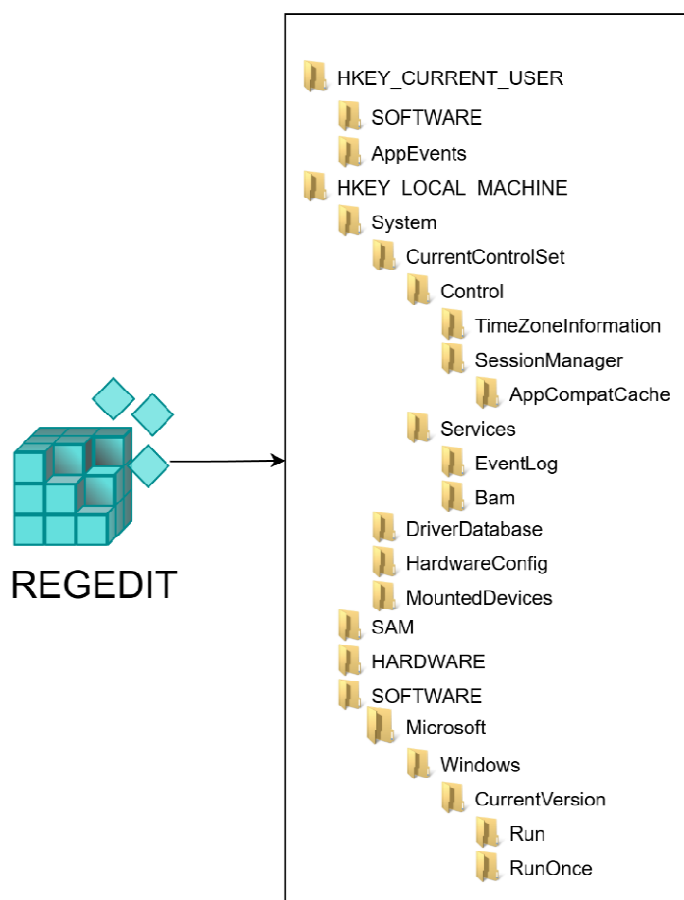 HKEY_CURRENT_USER
SOFTWARE
AppEvents
HKEY_LOCAL_MACHINE
System
CurrentControlSet
Control
TimeZoneInformation
SessionManager
AppCompatCache
Services
EventLog
Bam
DriverDatabase
HardwareConfig
MountedDevices
SAM
HARDWARE
SOFTWARE
Microsoft
Windows
CurrentVersion
Run
RunOnce
REGEDIT